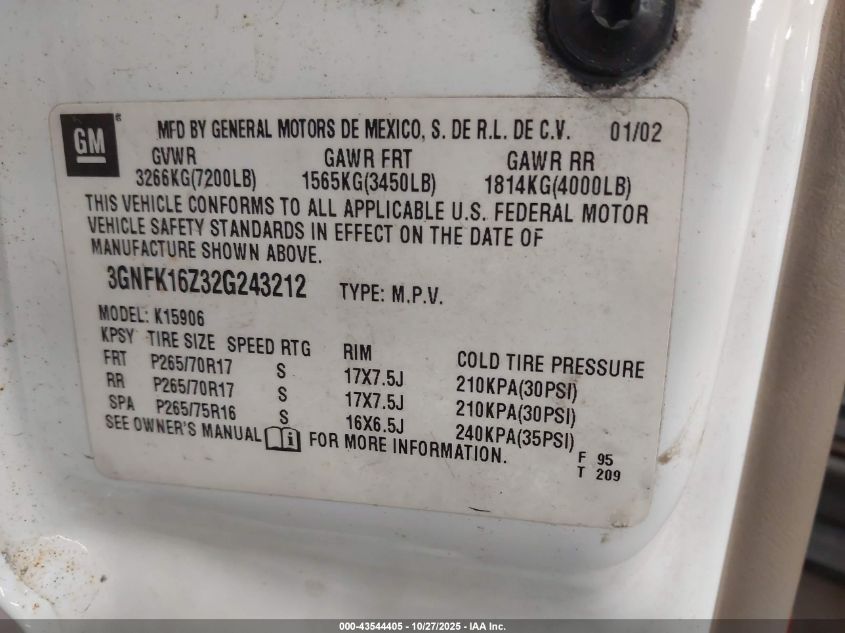 GM ® MFD BY GENERAL MOTORS DE MEXICO, S. DE R.L. DE C.V. 01/02
GVWR GAWR FRT GAWR RR
3266KG(7200LB) 1565KG(3450LB) 1814KG(4000LB)
THIS VEHICLE CONFORMS TO ALL APPLICABLE U.S. FEDERAL MOTOR
VEHICLE SAFETY STANDARDS IN EFFECT ON THE DATE OF
MANUFACTURE SHOWN ABOVE.
3GNFK16Z32G243212 TYPE: M.P.V.
MODEL: K15906
KPSY TIRE SIZE SPEED RTG RIM COLD TIRE PRESSURE
FRT P265/70R17 S 17X7.5J 210KPA(30PSI)
RR P265/70R17 S 17X7.5J 210KPA(30PSI)
SPA P265/75R16 S 16X6.5J 240KPA(35PSI)
SEE OWNER'S MANUAL i FOR MORE INFORMATION.
F 95
T 209
000-43544405 - 10/27/2025 - IAA Inc.